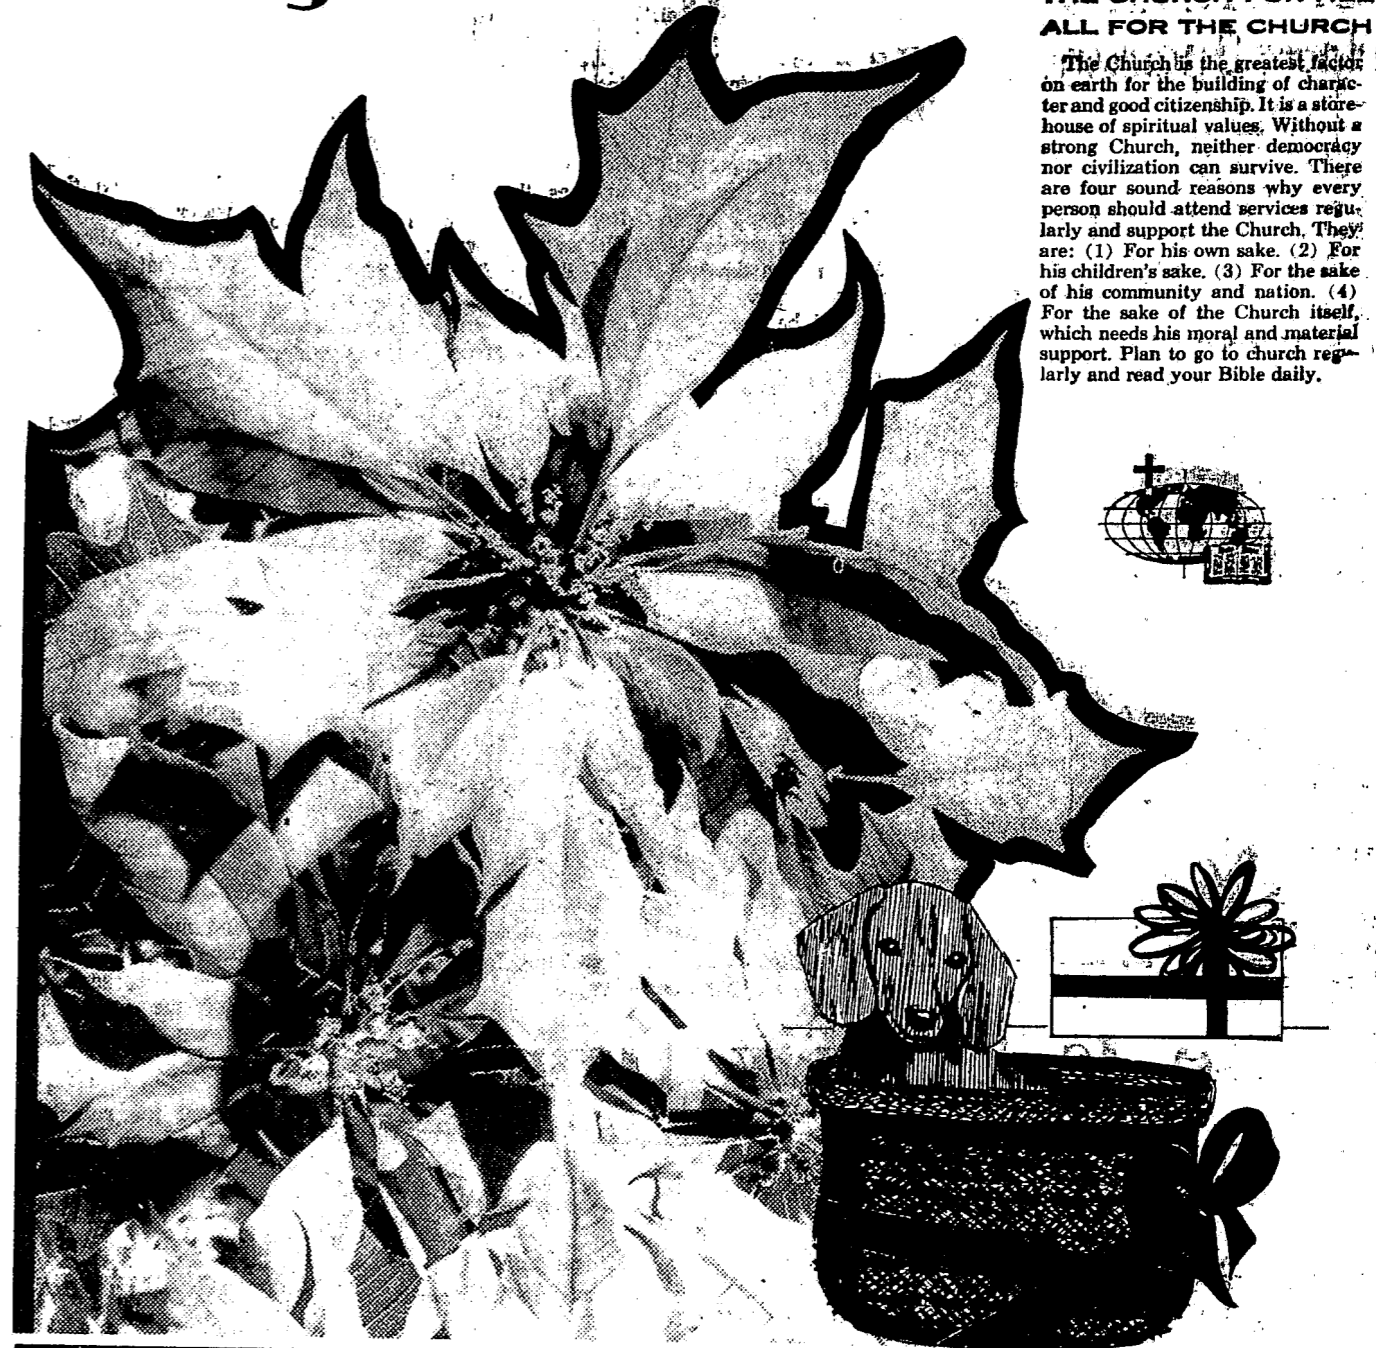 ALL FOR THE CHURCH
The Church is the greatest factor
on earth for the building of charac-
ter and good citizenship. It is a store-
house of spiritual values. Without a
strong Church, neither democracy
nor civilization can survive. There
are four sound reasons why every
person should attend services regu-
larly and support the Church. They
are: (1) For his own sake. (2) For
his children's sake. (3) For the sake
of his community and nation. (4)
For the sake of the Church itself,
which needs his moral and material
support. Plan to go to church regu-
larly and read your Bible daily.